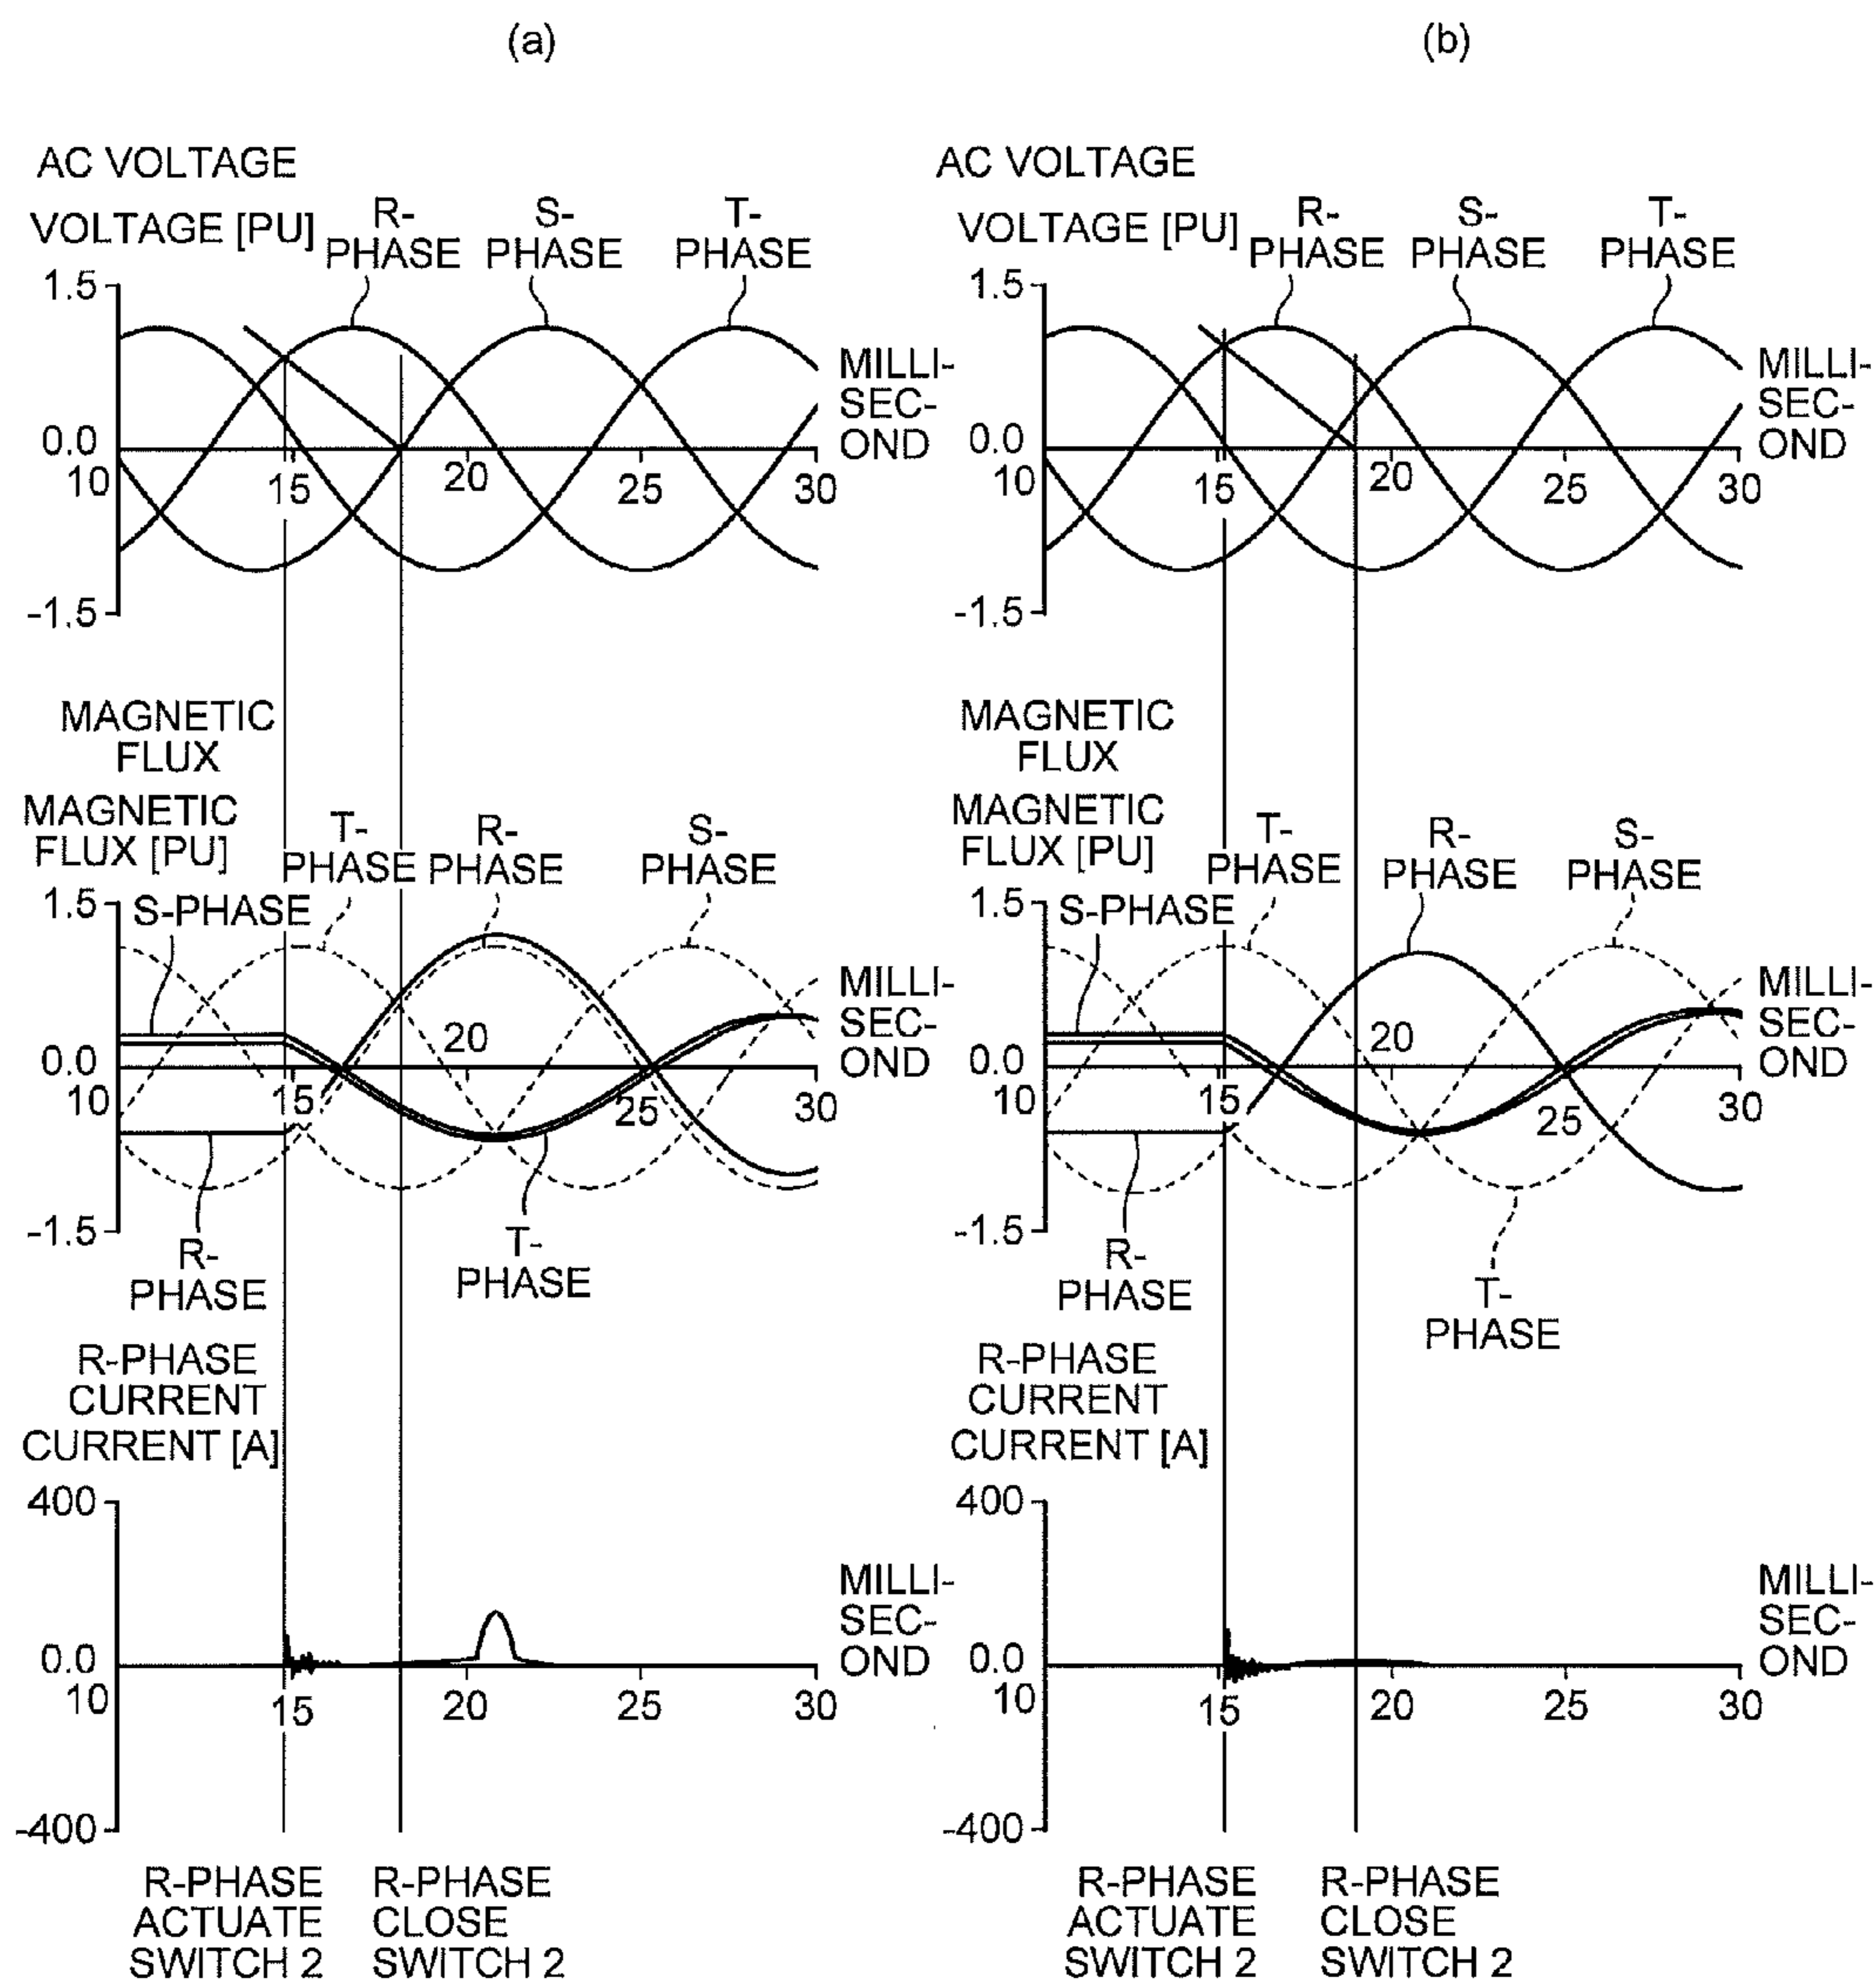 (a)
AC VOLTAGE
VOLTAGE [PU]
R-
PHASE
S-
PHASE
T-
PHASE
1.5
0.0
-1.5
10
15
20
25
30
MILLI-
SEC-
OND
MAGNETIC
FLUX
MAGNETIC
FLUX [PU]
T-
PHASE
R-
PHASE
S-
PHASE
1.5
S-PHASE
0.0
10
15
20
25
30
MILLI-
SEC-
OND
-1.5
R-
PHASE
T-
PHASE
R-PHASE
CURRENT
CURRENT [A]
400
0.0
10
15
20
25
30
MILLI-
SEC-
OND
-400
R-PHASE
ACTUATE
SWITCH 2
R-PHASE
CLOSE
SWITCH 2
(b)
AC VOLTAGE
VOLTAGE [PU]
R-
PHASE
S-
PHASE
T-
PHASE
1.5
0.0
-1.5
10
15
20
25
30
MILLI-
SEC-
OND
MAGNETIC
FLUX
MAGNETIC
FLUX [PU]
T-
PHASE
R-
PHASE
S-
PHASE
1.5
S-PHASE
0.0
10
15
20
25
30
MILLI-
SEC-
OND
-1.5
R-
PHASE
T-
PHASE
R-PHASE
CURRENT
CURRENT [A]
400
0.0
10
15
20
25
30
MILLI-
SEC-
OND
-400
R-PHASE
ACTUATE
SWITCH 2
R-PHASE
CLOSE
SWITCH 2